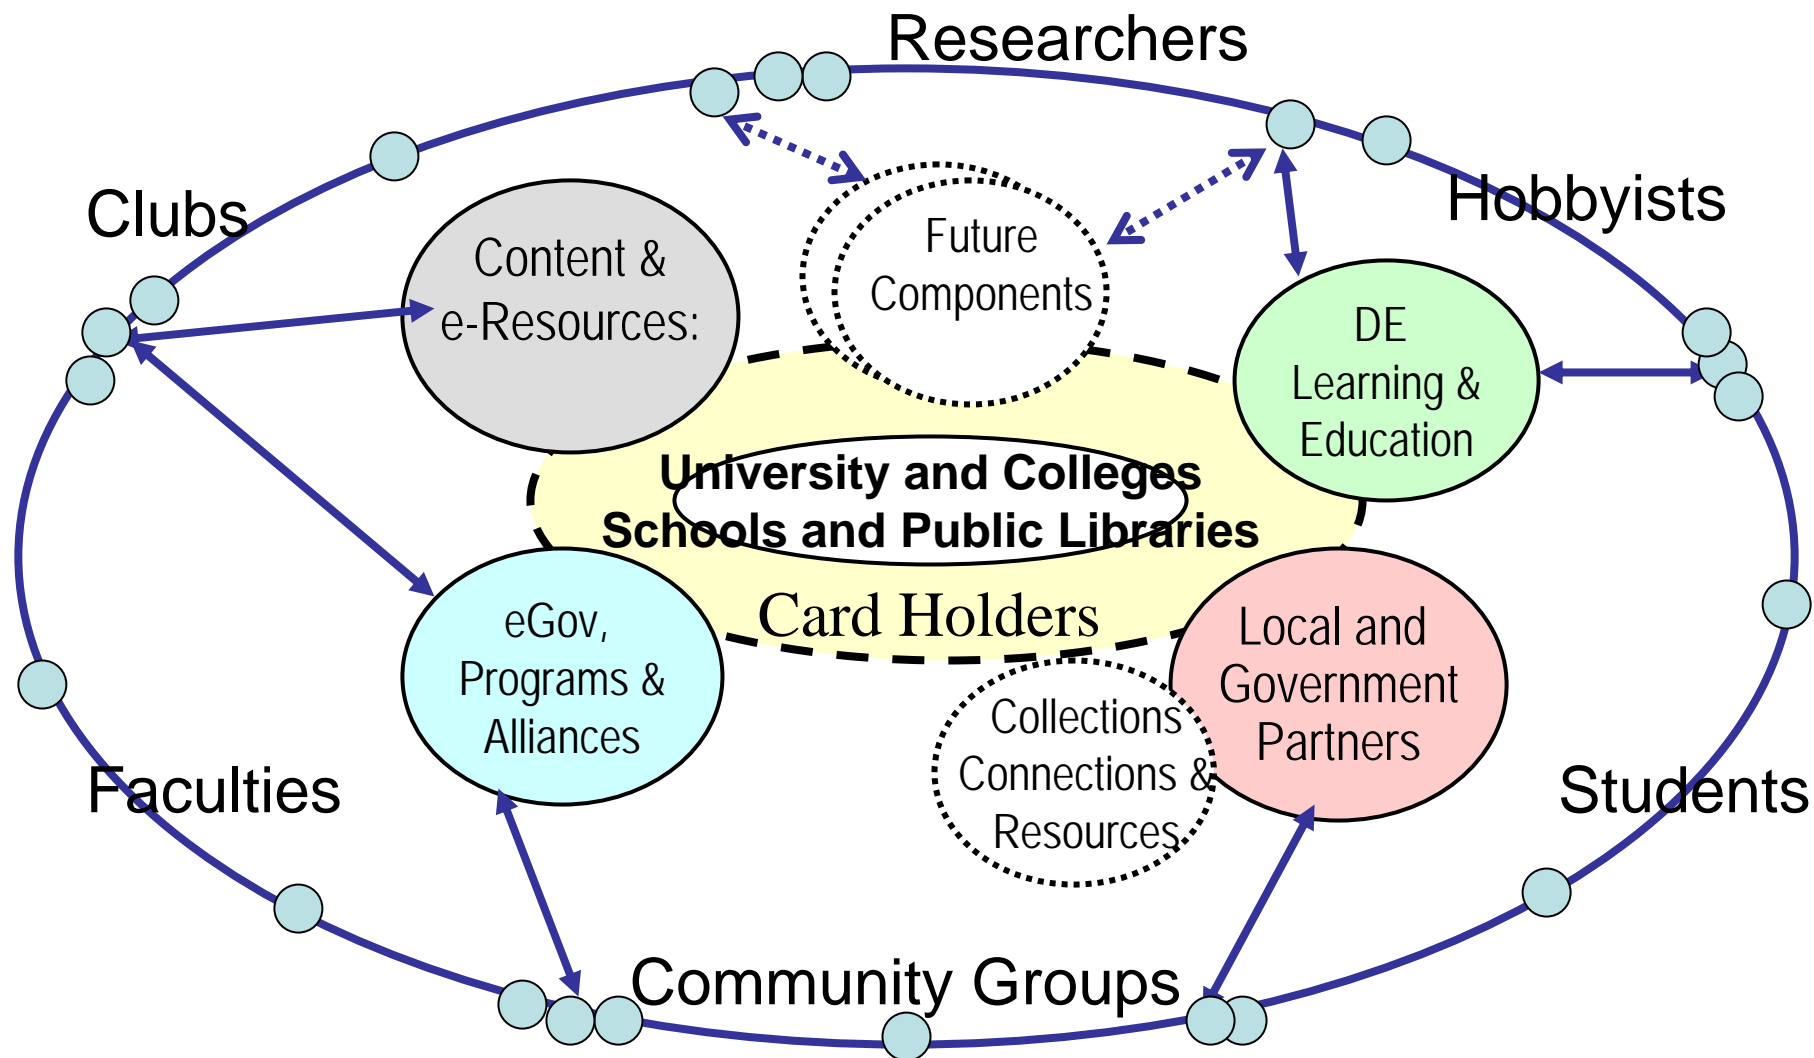 Researchers
Clubs
Hobbyists
Content &
e-Resources:
Future
Components
DE
Learning &
Education
University and Colleges
Schools and Public Libraries
Card Holders
eGov,
Programs &
Alliances
Local and
Government
Partners
Collections
Connections &
Resources
Faculties
Students
Community Groups